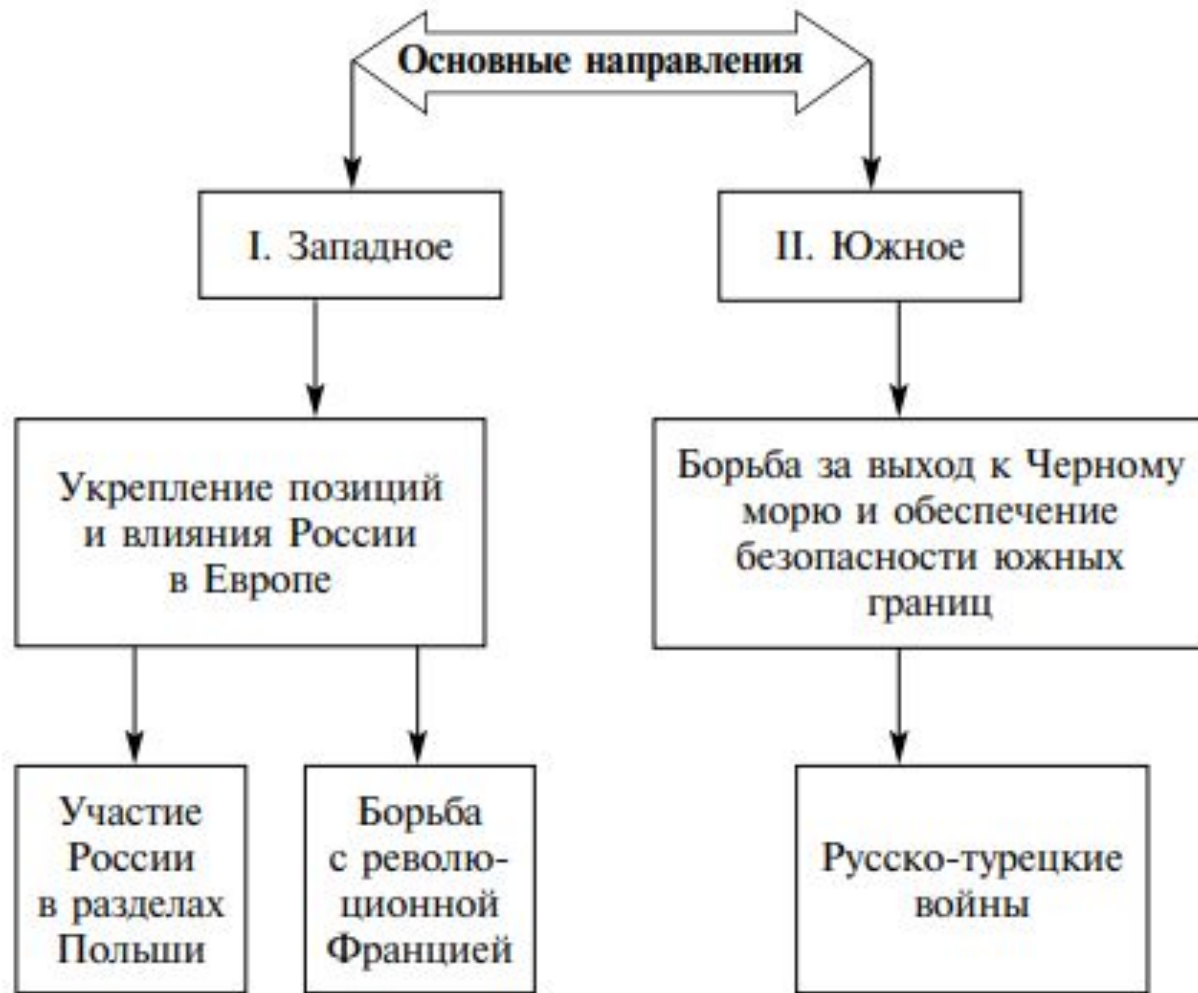 Основные направления
I. Западное
II. Южное
Укрепление позиций
и влияния России
в Европе
Борьба за выход к Черному
морю и обеспечение
безопасности южных
границ
Участие
России
в разделах
Польши
Борьба
с револю-
ционной
Францией
Русско-турецкие
войны